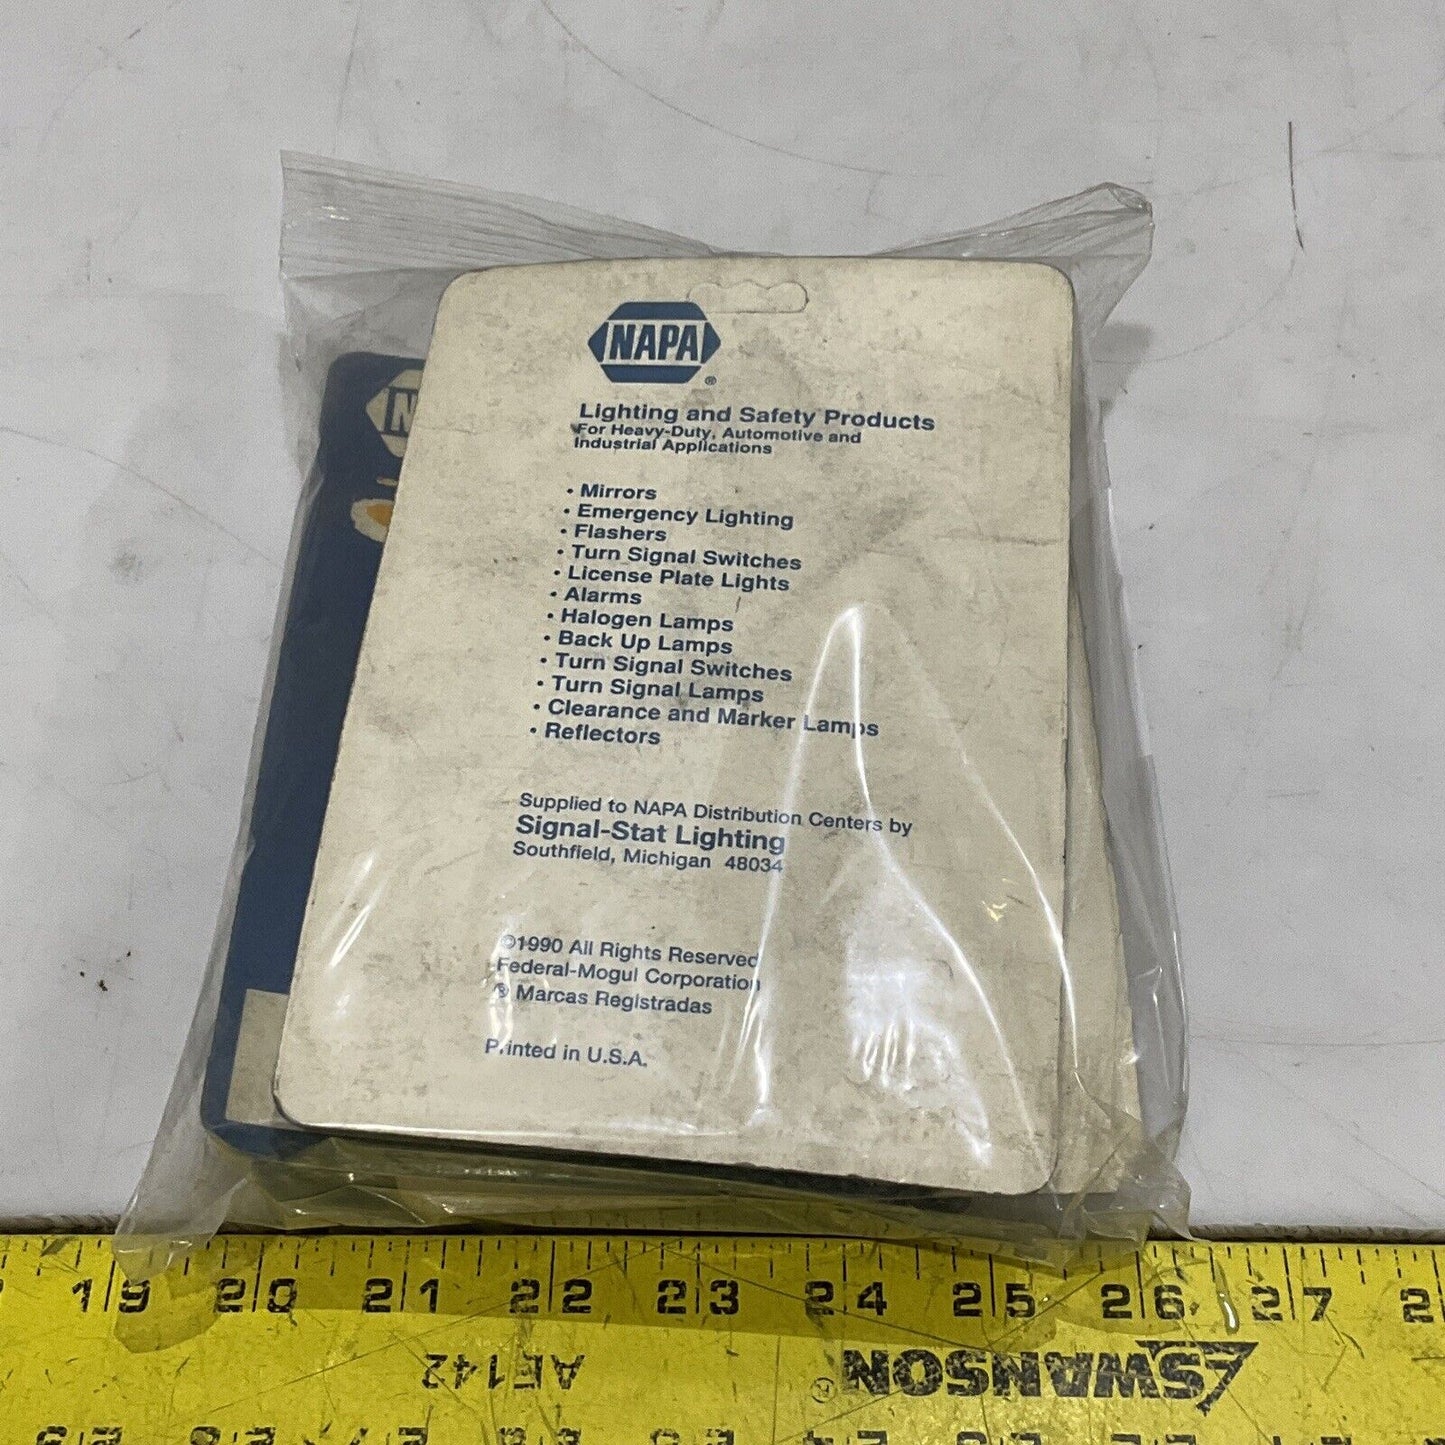 NAPA
®
Lighting and Safety Products
For Heavy-Duty, Automotive and
Industrial Applications
• Mirrors
• Emergency Lighting
• Flashers
• Turn Signal Switches
• License Plate Lights
• Alarms
• Halogen Lamps
• Back Up Lamps
• Turn Signal Switches
• Turn Signal Lamps
• Clearance and Marker Lamps
• Reflectors
Supplied to NAPA Distribution Centers by
Signal-Stat Lighting
Southfield, Michigan 48034
©1990 All Rights Reserved
Federal-Mogul Corporation
® Marcas Registradas
Printed in U.S.A.
N
19 20 21 22 23 24 25 26 27 2
AE142
SWANSON ®